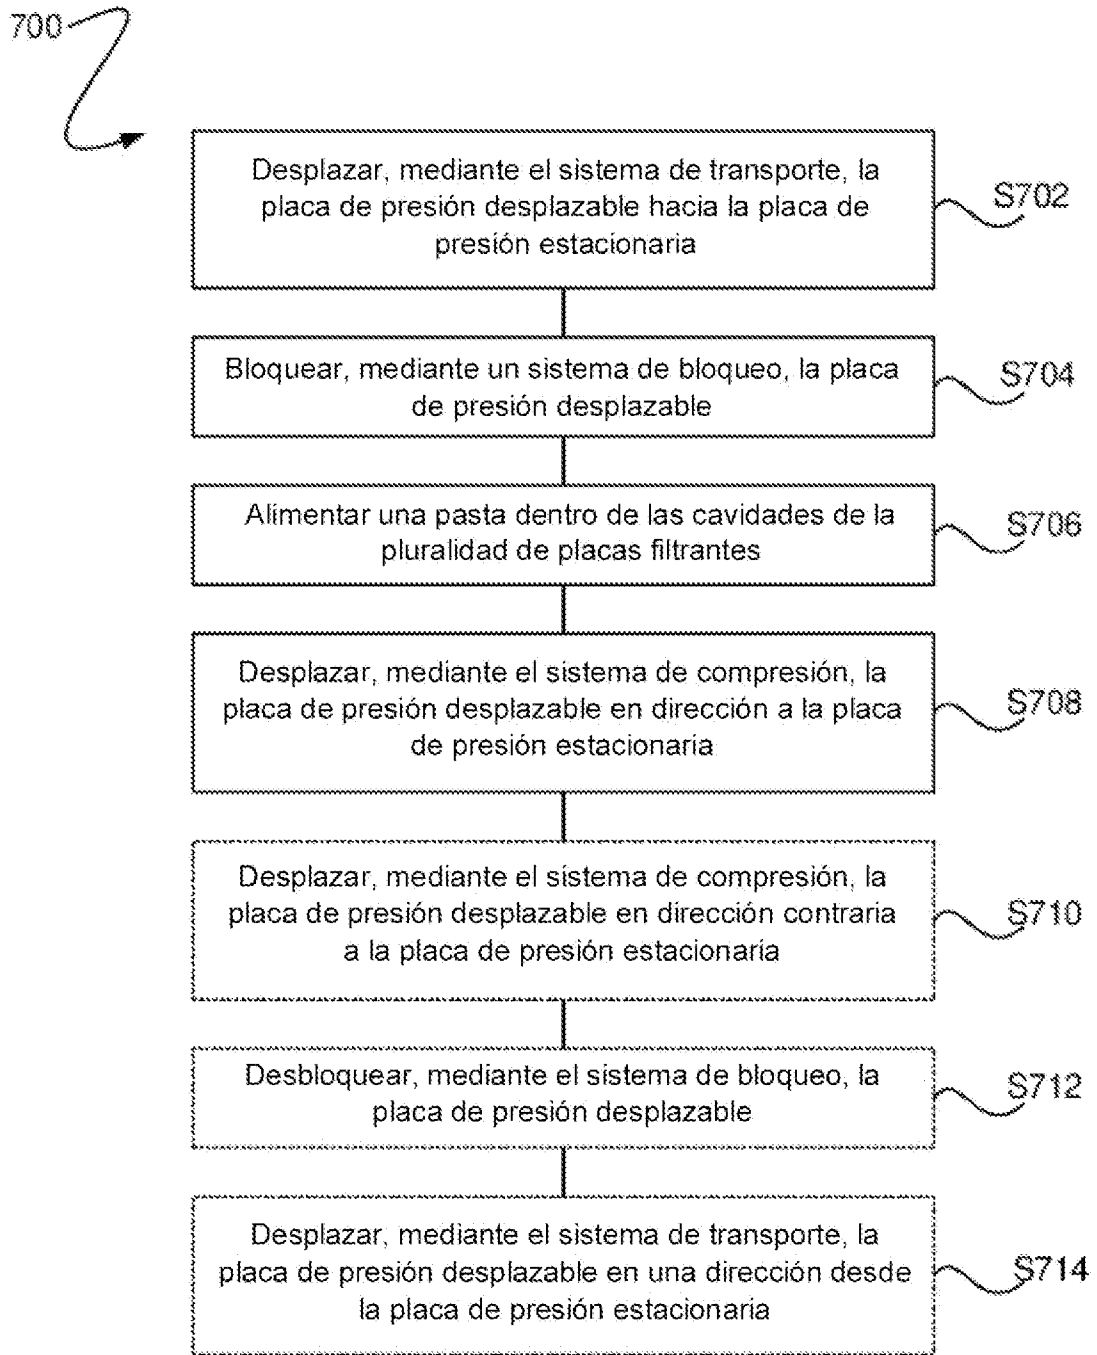 700
Desplazar, mediante el sistema de transporte, la
placa de presión desplazable hacia la placa de
presión estacionaria
S702
Bloquear, mediante un sistema de bloqueo, la placa
de presión desplazable
S704
Alimentar una pasta dentro de las cavidades de la
pluralidad de placas filtrantes
S706
Desplazar, mediante el sistema de compresión, la
placa de presión desplazable en dirección a la placa
de presión estacionaria
S708
Desplazar, mediante el sistema de compresión, la
placa de presión desplazable en dirección contraria
a la placa de presión estacionaria
S710
Desbloquear, mediante el sistema de bloqueo, la
placa de presión desplazable
S712
Desplazar, mediante el sistema de transporte, la
placa de presión desplazable en una dirección desde
la placa de presión estacionaria
S714